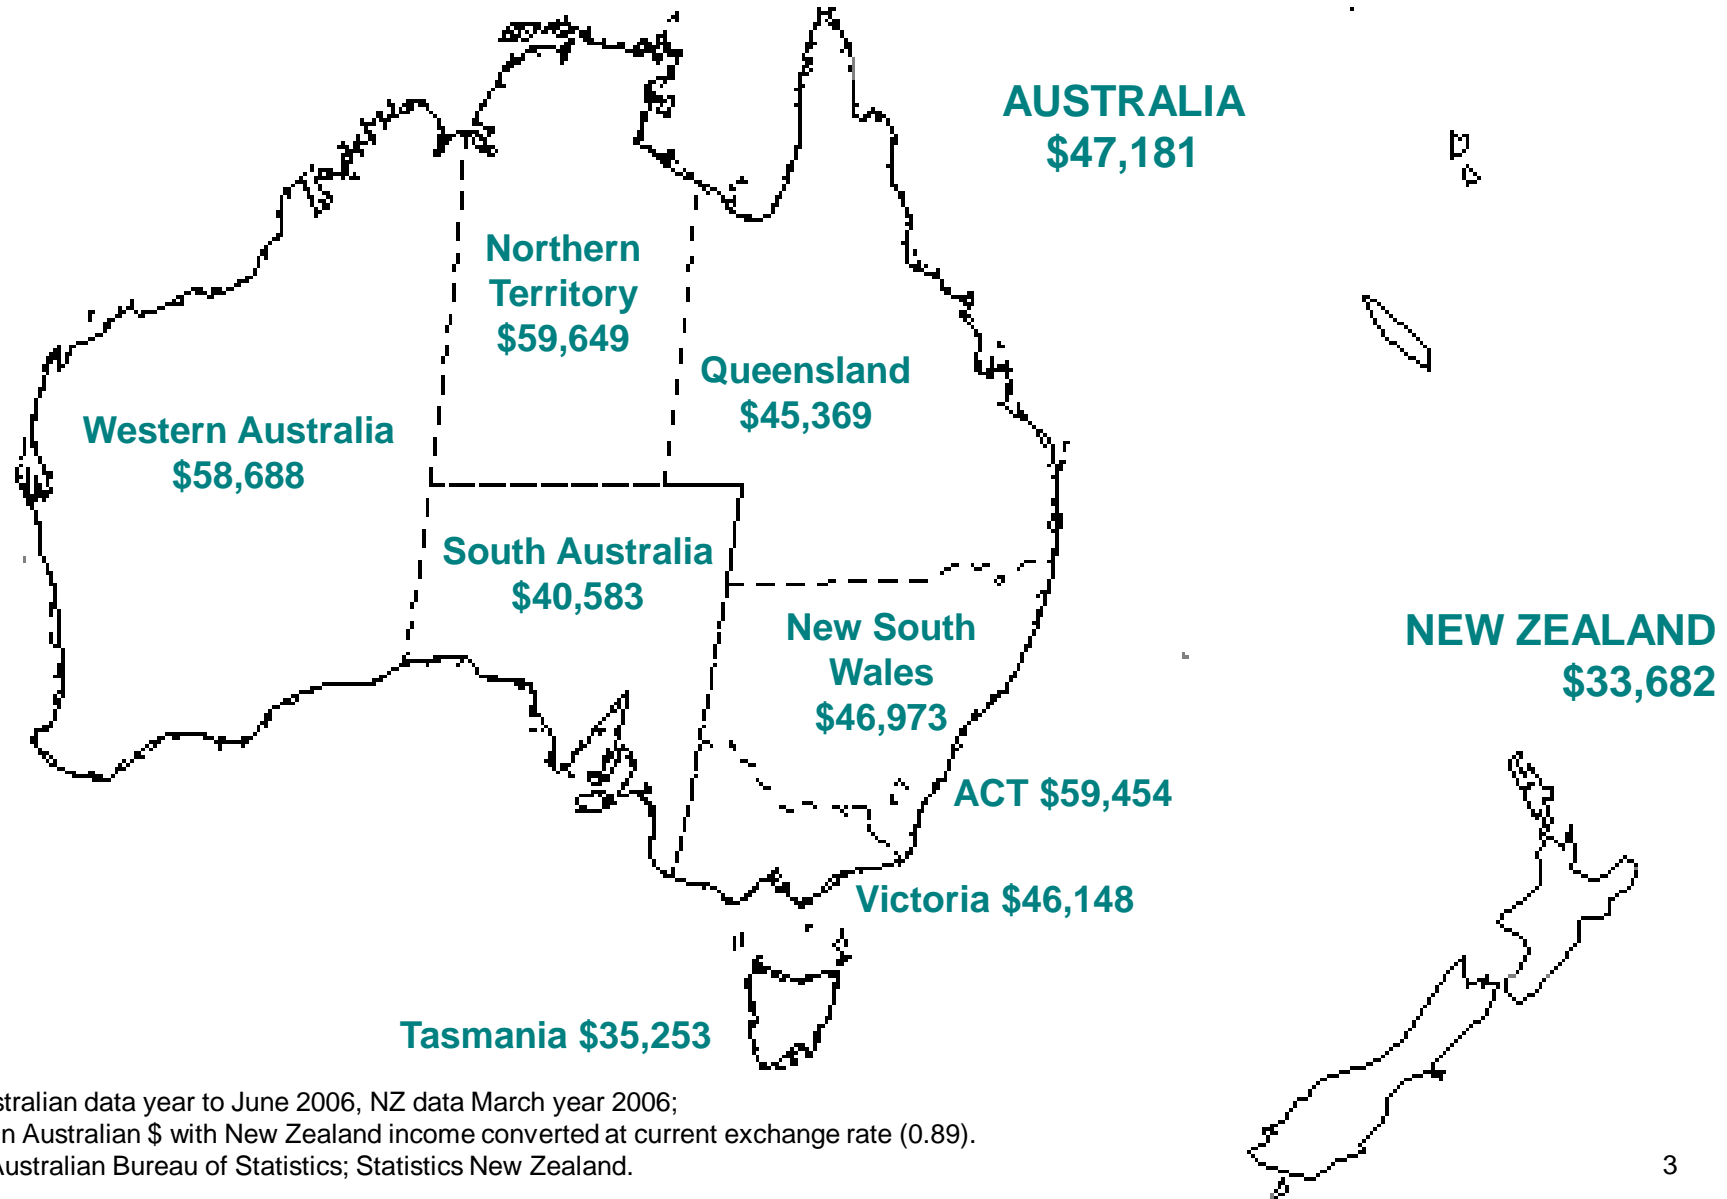 AUSTRALIA
$47,181
Northern
Territory
$59,649
Queensland
$45,369
Western Australia
$58,688
South Australia
$40,583
New South
Wales
$46,973
NEW ZEALAND
$33,682
ACT $59,454
Victoria $46,148
Tasmania $35,253
stralian data year to June 2006, NZ data March year 2006;
n Australian $ with New Zealand income converted at current exchange rate (0.89).
Australian Bureau of Statistics; Statistics New Zealand.
3